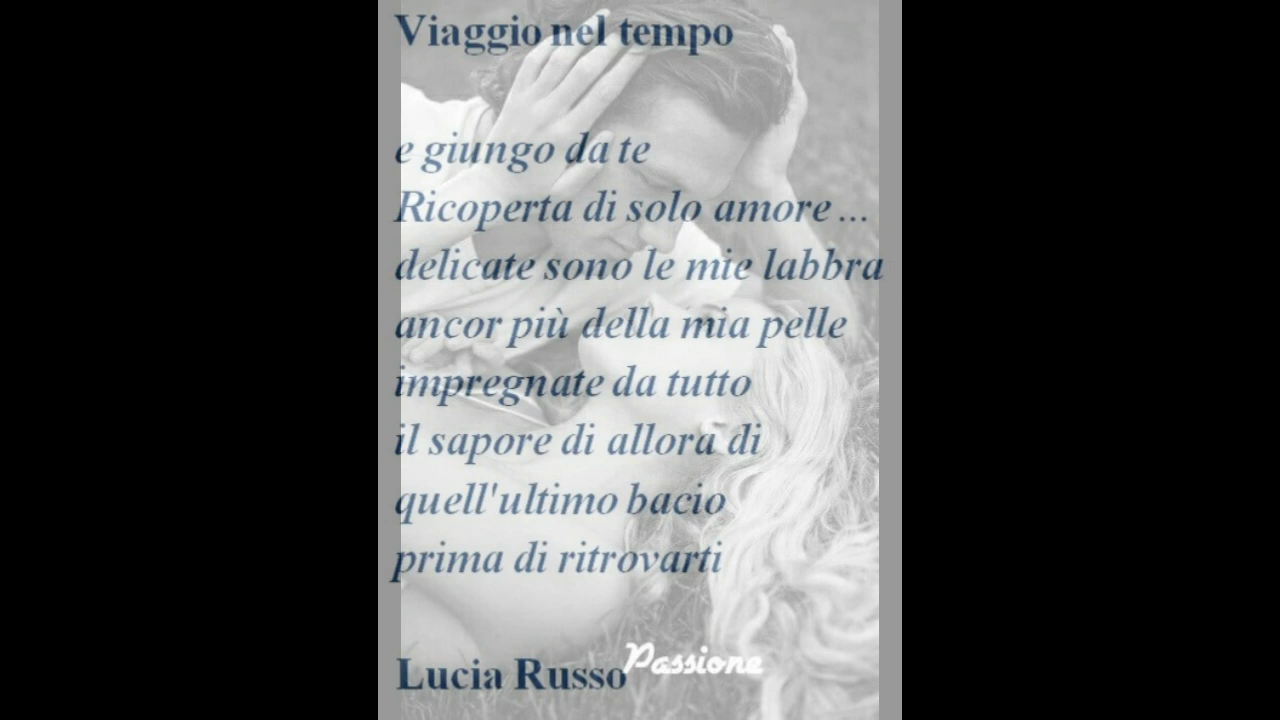 Viaggio nel tempo
e giungo da te
Ricoperta di solo amore ...
delicate sono le mie labbra
ancor più della mia pelle
impregnate da tutto
il sapore di allora di
quell'ultimo bacio
prima di ritrovarti
Lucia Russo
Passione